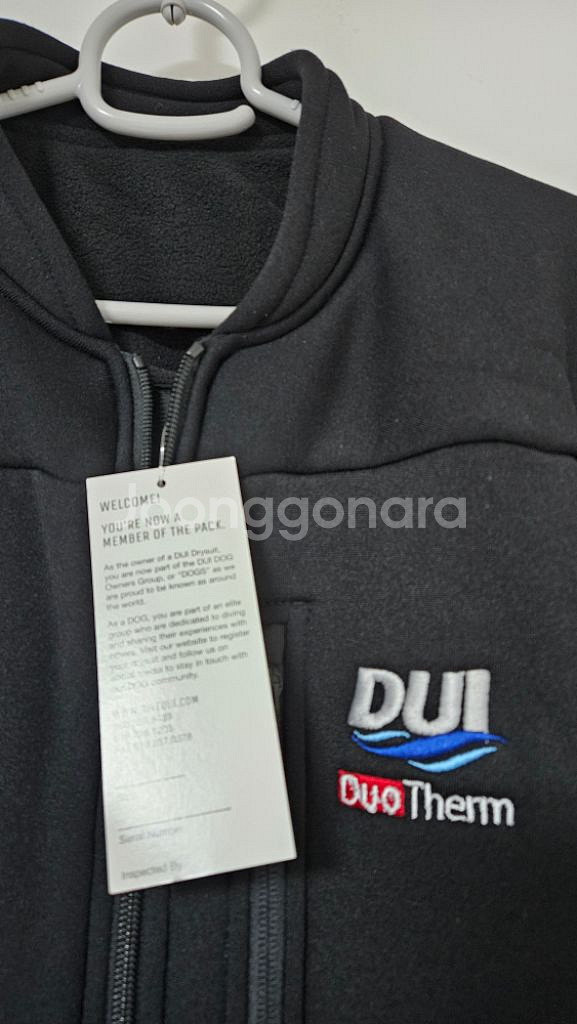 WELCOME!
YOU'RE NOW A
MEMBER OF THE PACK.
Joonggonara
As the owner of a DUI Drysuit,
you are now part of the DUI DOG
Owners Group, or "DOGS" as we
are proud to be known as around
the world.
As a DOG, you are part of an elite
group who are dedicated to diving
and sharing their experiences with
others. Visit our website to register
your suit and follow us on
social media to stay in touch with
our DOG community.
Serial Number
Inspected By
DUI
DuoTherm